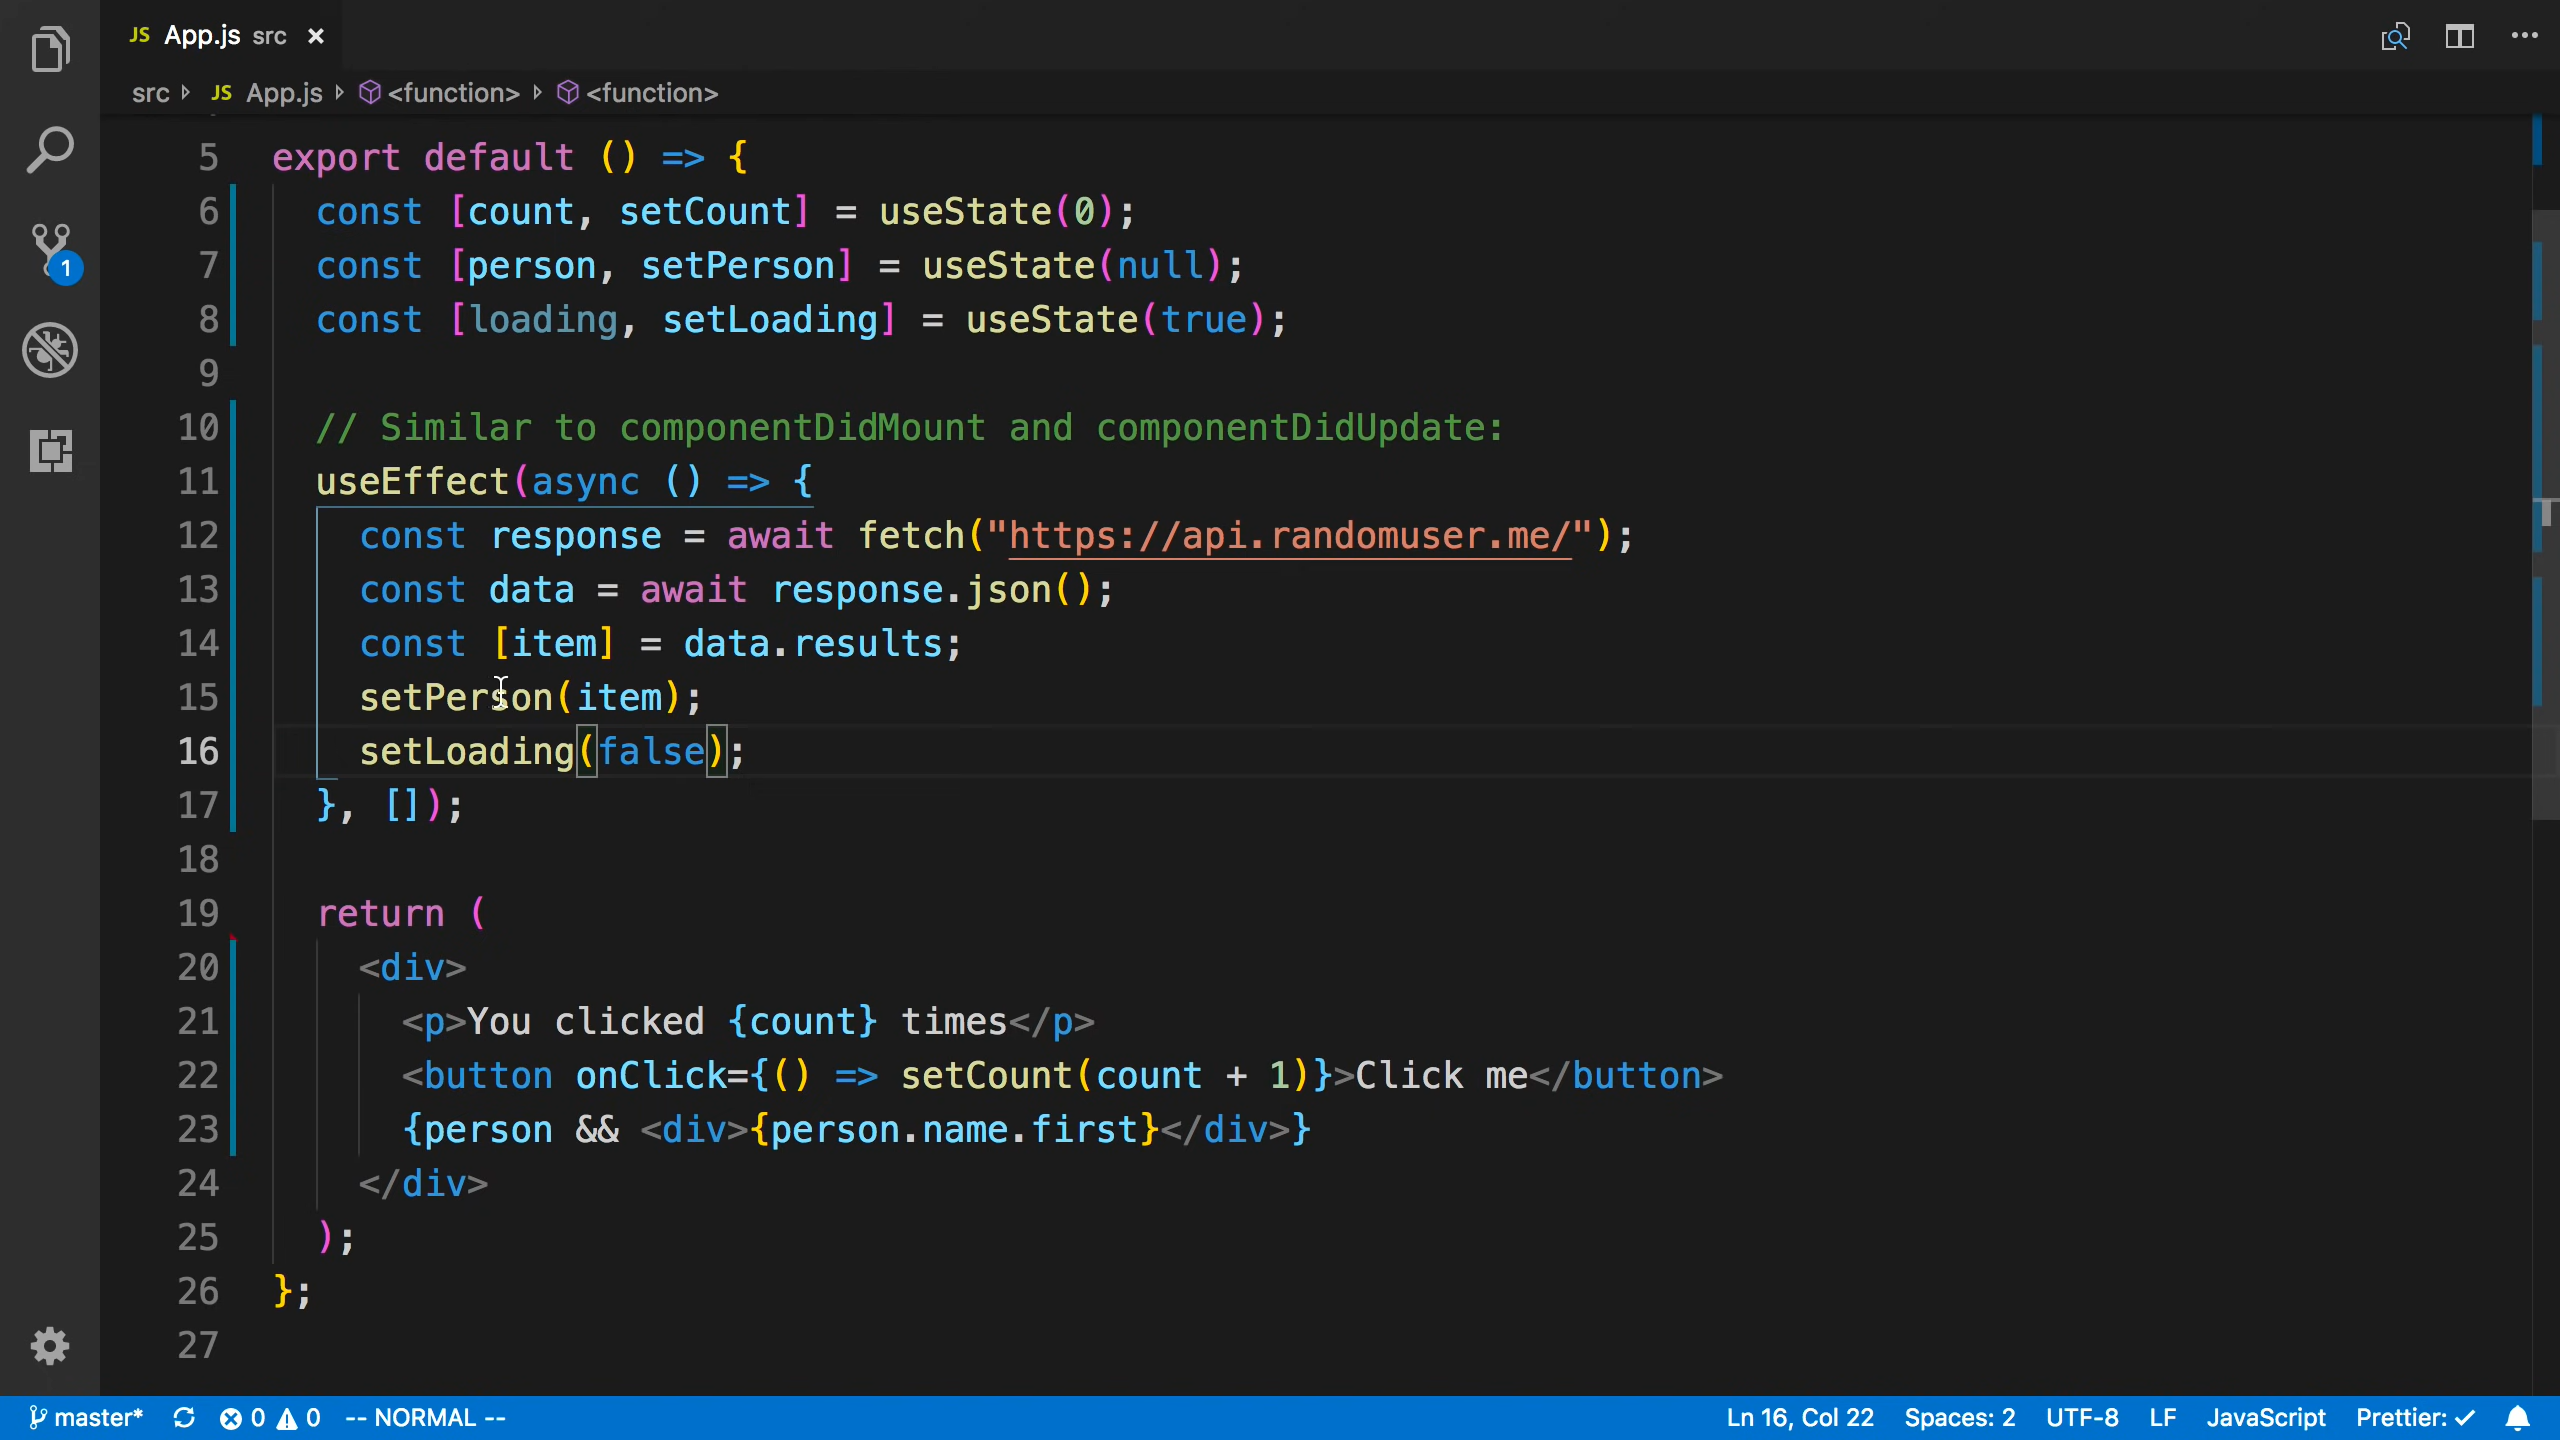 JS App.js src ×
src JS App.js <function> <function>
5 export default () => {
6 const [count, setCount] = useState(0);
7 const [person, setPerson] = useState(null);
8 const [loading, setLoading] = useState(true);
9
10 // Similar to componentDidMount and componentDidUpdate:
11 useEffect(async () => {
12 const response = await fetch("https://api.randomuser.me/");
13 const data = await response.json();
14 const [item] = data.results;
15 setPerson(item);
16 setLoading(false);
17 }, []);
18
19 return (
20 <div>
21 <p>You clicked {count} times</p>
22 <button onClick={() => setCount(count + 1)}>Click me</button>
23 {person && <div>{person.name.first}</div>}
24 </div>
25 );
26 };
27
1
master* 0 0 -- NORMAL -- Ln 16, Col 22 Spaces: 2 UTF-8 LF JavaScript Prettier: ✓